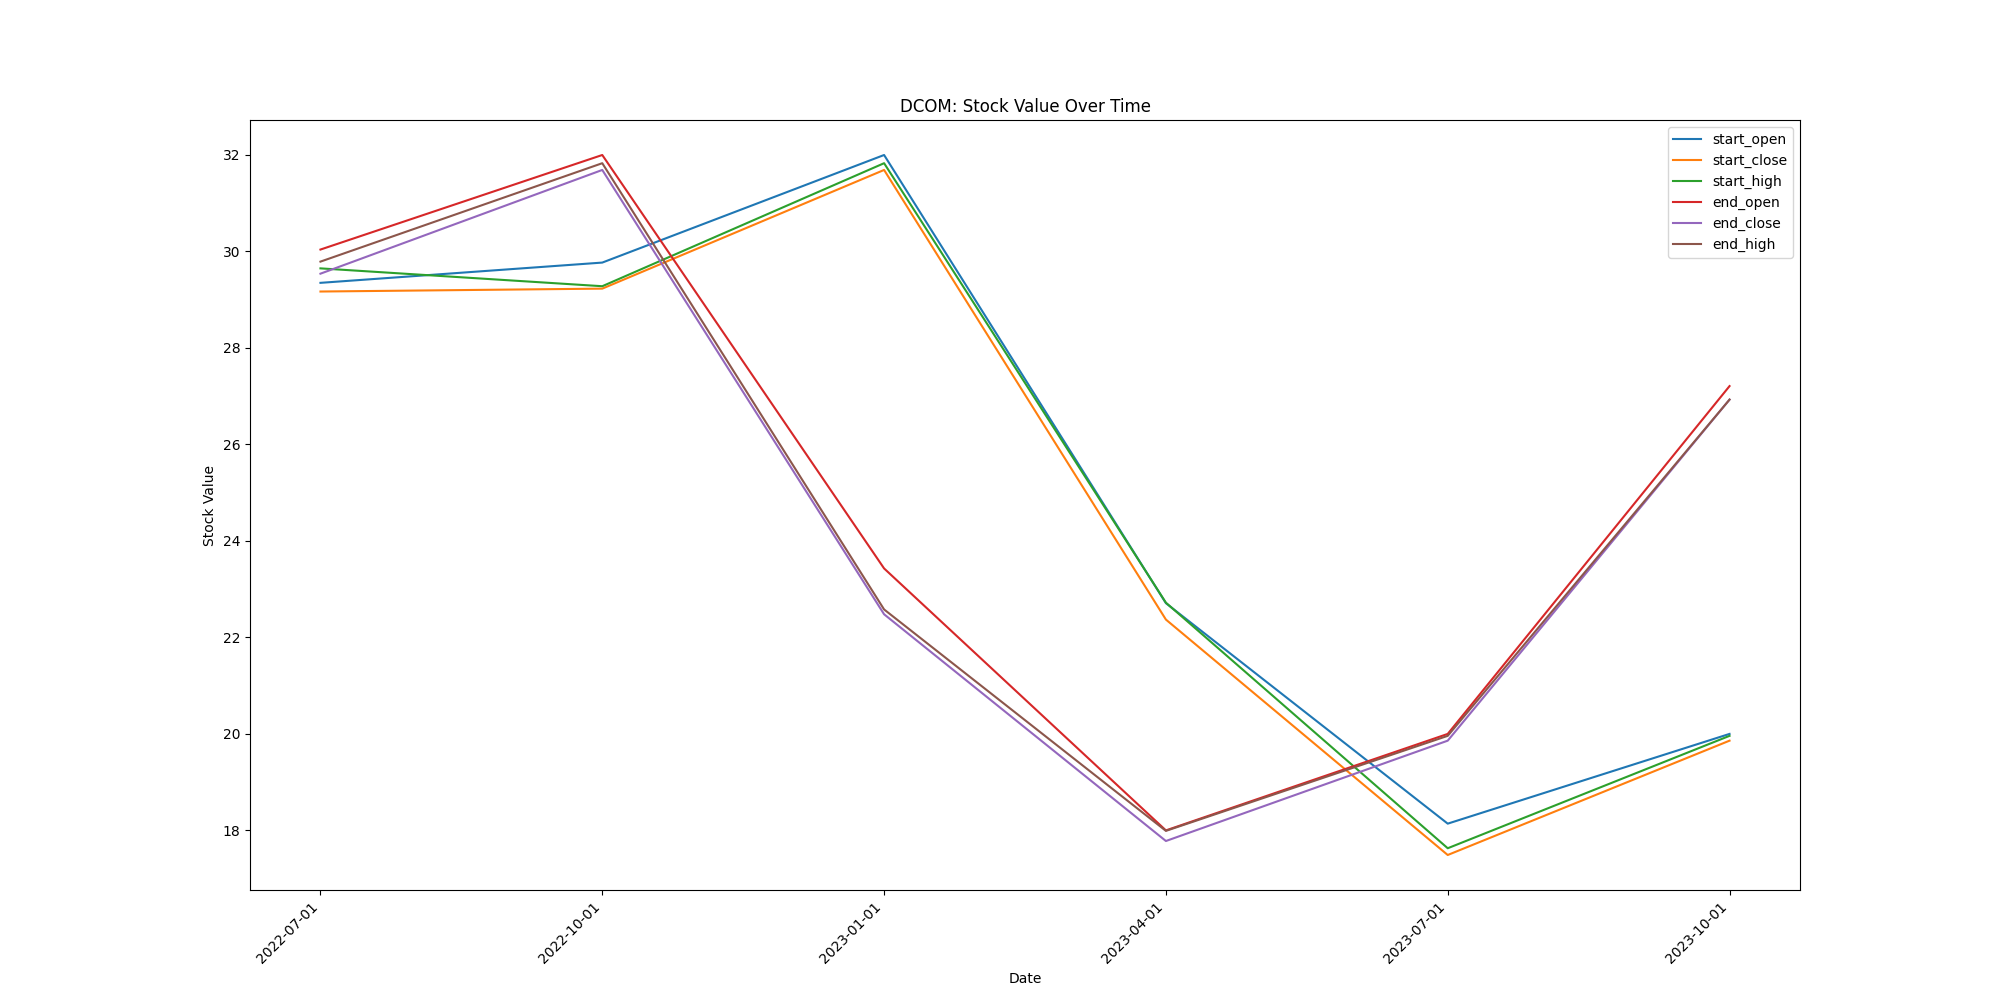 DCOM: Stock Value Over Time
start_open
start_close
start_high
end_open
end_close
end_high
Stock Value
32
30
28
26
24
22
20
18
2022-07-01
2022-10-01
2023-01-01
2023-04-01
2023-07-01
2023-10-01
Date